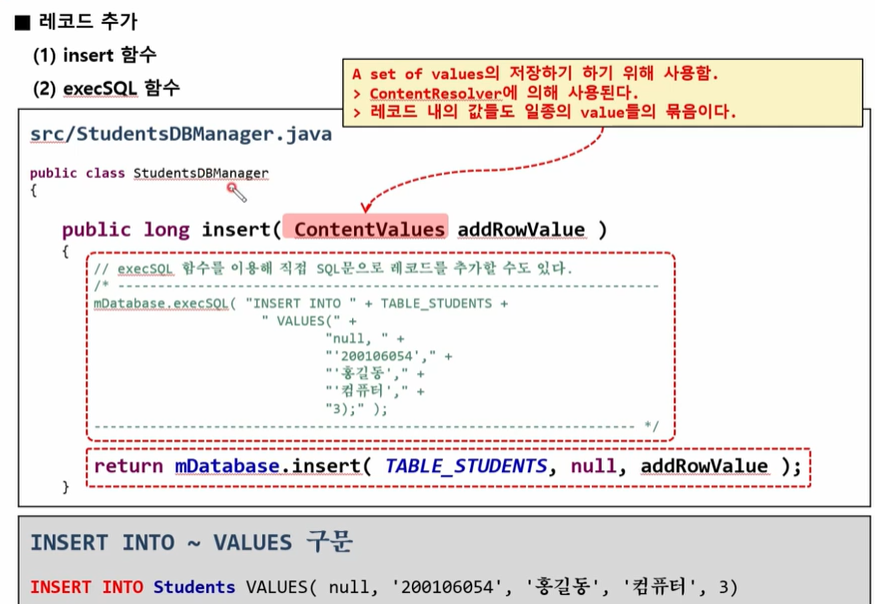 ■ 레코드 추가
(1) insert 함수
(2) execSQL 함수
A set of values의 저장하기 하기 위해 사용함.
> ContentResolver에 의해 사용된다.
> 레코드 내의 값들도 일종의 value들의 묶음이다.
src/StudentsDBManager.java
public class StudentsDBManager
{
public long insert( ContentValues addRowValue )
{
// execSQL 함수를 이용해 직접 SQL문으로 레코드를 추가할 수도 있다.
/* ------------------------------------------------------------------
mDatabase.execSQL( "INSERT INTO " + TABLE_STUDENTS +
" VALUES(" +
"null, " +
"'200106054'," +
"'홍길동'," +
"'컴퓨터'," +
"3);" );
------------------------------------------------------------------ */
return mDatabase.insert( TABLE_STUDENTS, null, addRowValue );
}
INSERT INTO ~ VALUES 구문
INSERT INTO Students VALUES( null, '200106054', '홍길동', '컴퓨터', 3)